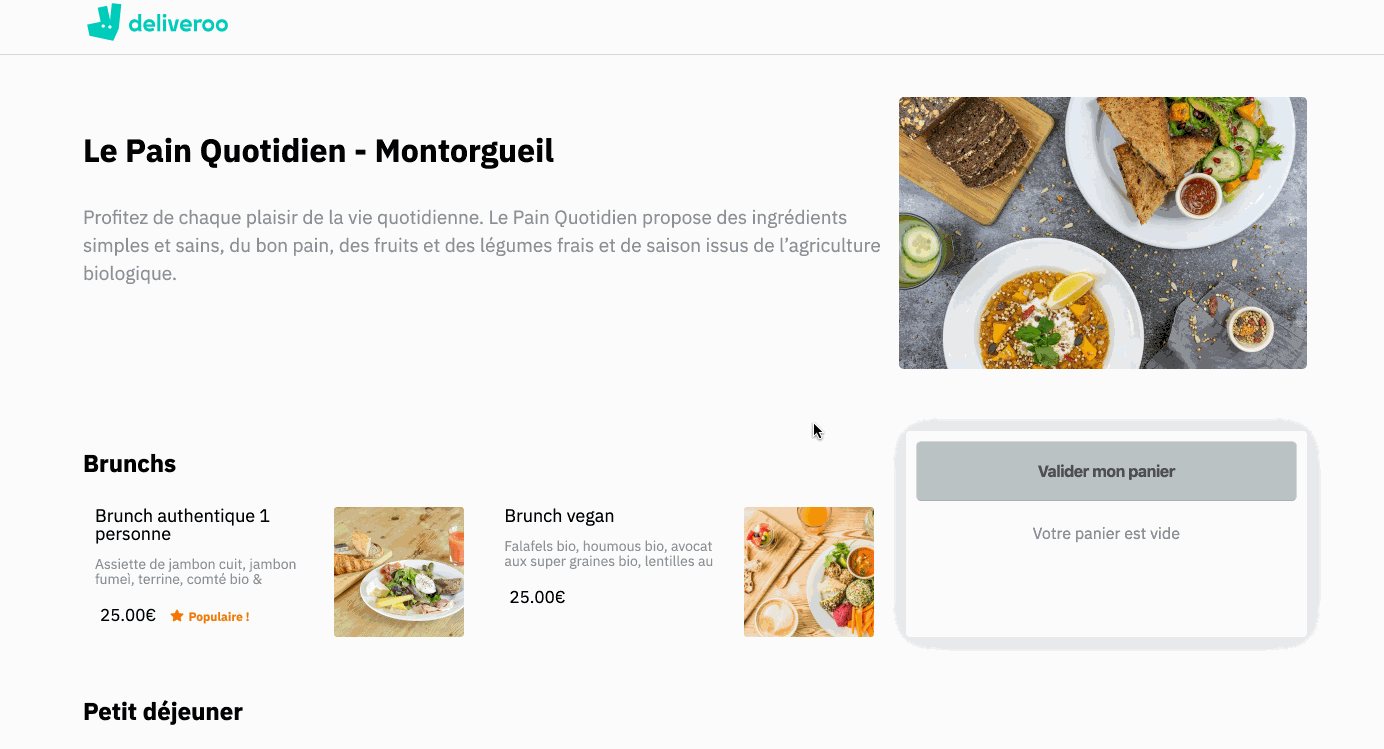 deliveroo
Le Pain Quotidien - Montorgueil
Profitez de chaque plaisir de la vie quotidienne. Le Pain Quotidien propose des ingrédients
simples et sains, du bon pain, des fruits et des légumes frais et de saison issus de l’agriculture
biologique.
Brunchs
Brunch authentique 1
personne
Assiette de jambon cuit, jambon
fumeì, terrine, comté bio &
25.00€ Populaire !
Brunch vegan
Falafels bio, houmous bio, avocat
aux super graines bio, lentilles au
25.00€
Valider mon panier
Votre panier est vide
Petit déjeuner